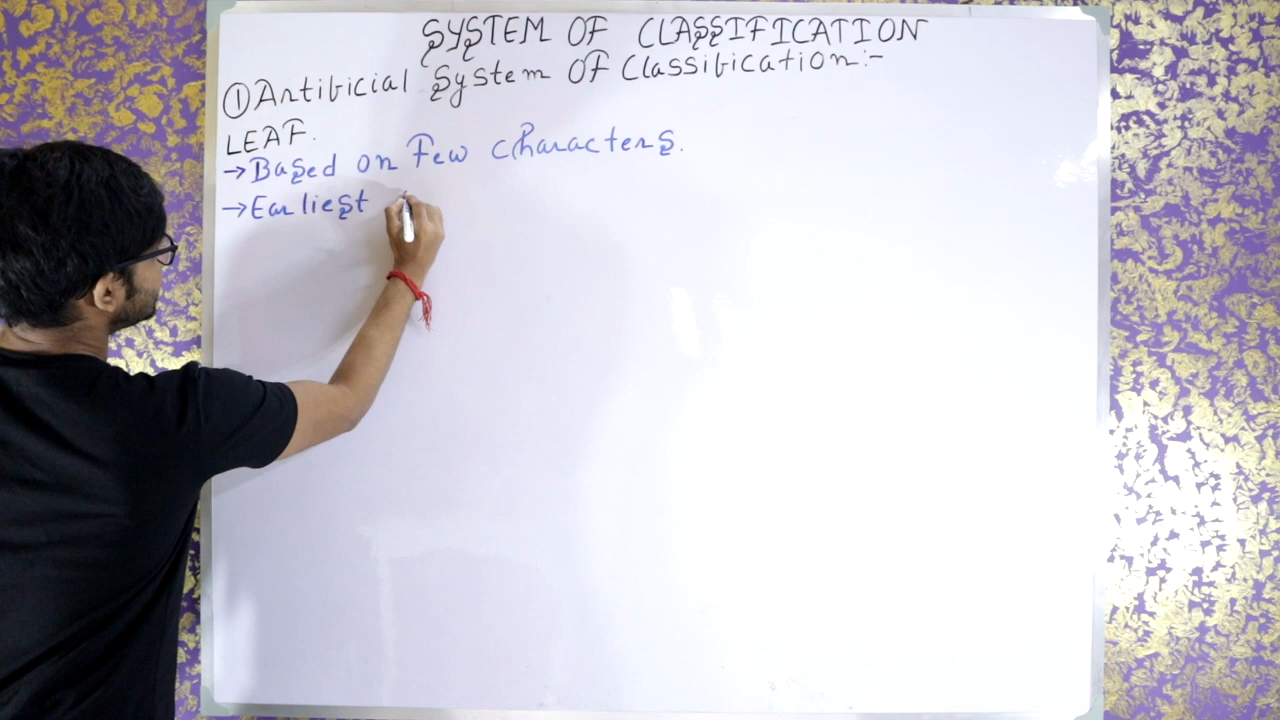 SYSTEM OF CLASSIFICATION
① Artificial System OF Classification:-
LEAF.
→ Based on Few characters.
→ Earliest